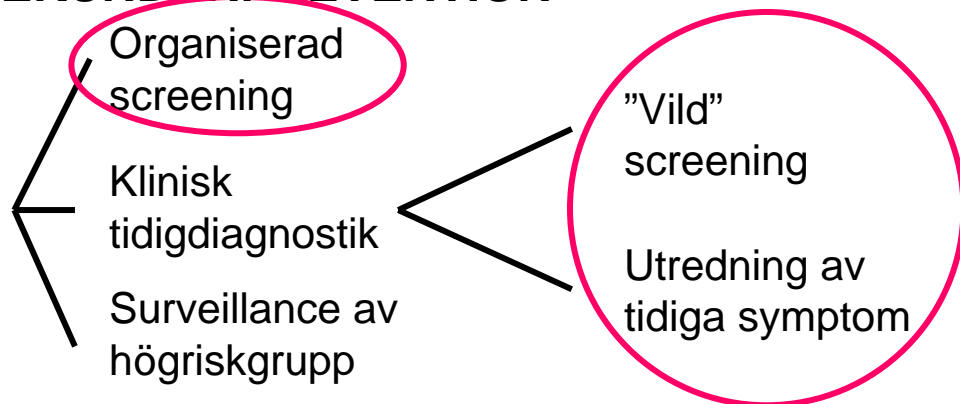 Organiserad
screening
Klinisk
tidigdiagnostik
Surveillance av
högriskgrupp
”Vild”
screening
Utredning av
tidiga symptom